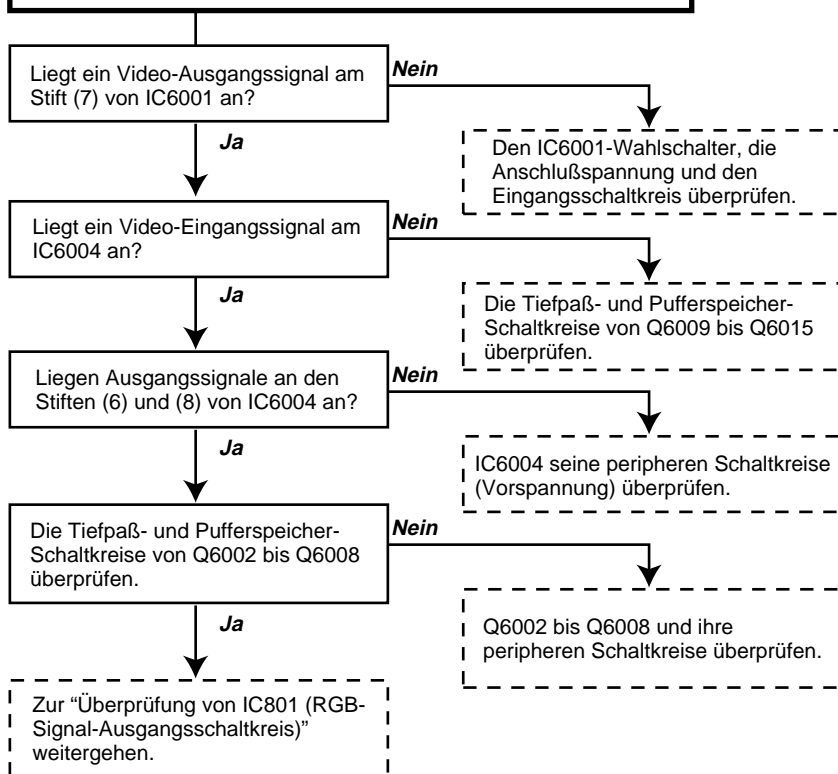 Liegt ein Video-Ausgangssignal am
Stift (7) von IC6001 an?
Nein
Ja
Den IC6001-Wahlschalter, die
Anschlußspannung und den
Eingangsschaltkreis überprüfen.
Liegt ein Video-Eingangssignal am
IC6004 an?
Nein
Ja
Die Tiefpaß- und Pufferspeicher-
Schaltkreise von Q6009 bis Q6015
überprüfen.
Liegen Ausgangssignale an den
Stiften (6) und (8) von IC6004 an?
Nein
Ja
IC6004 seine peripheren Schaltkreise
(Vorspannung) überprüfen.
Die Tiefpaß- und Pufferspeicher-
Schaltkreise von Q6002 bis Q6008
überprüfen.
Nein
Ja
Q6002 bis Q6008 und ihre
peripheren Schaltkreise überprüfen.
Zur “Überprüfung von IC801 (RGB-
Signal-Ausgangsschaltkreis)”
weitergehen.